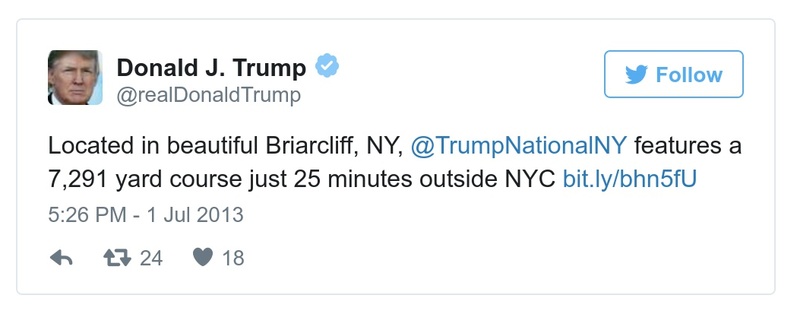 Donald J. Trump
@realDonaldTrump
Follow
Located in beautiful Briarcliff, NY, @TrumpNationalNY features a
7,291 yard course just 25 minutes outside NYC bit.ly/bhn5fU
5:26 PM - 1 Jul 2013
24 18